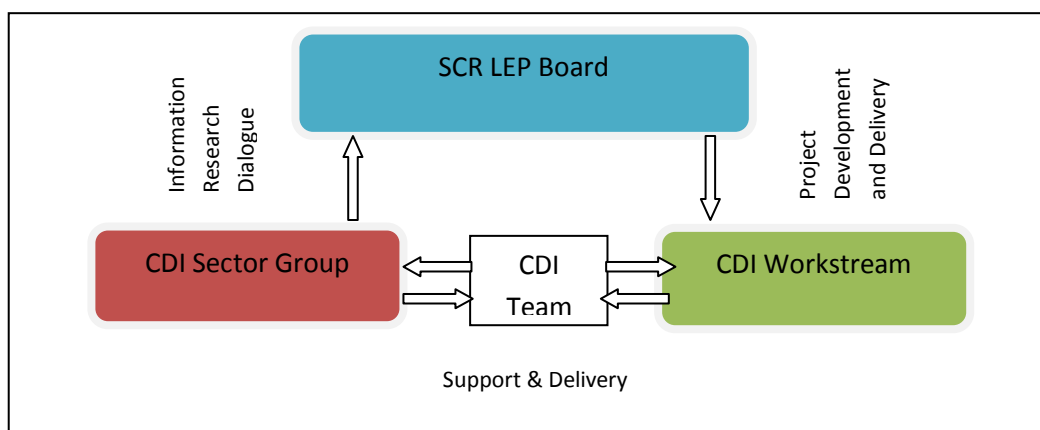 SCR LEP Board
Information
Research
Dialogue
Project
Development
and Delivery
CDI Sector Group
CDI
Team
CDI Workstream
Support & Delivery